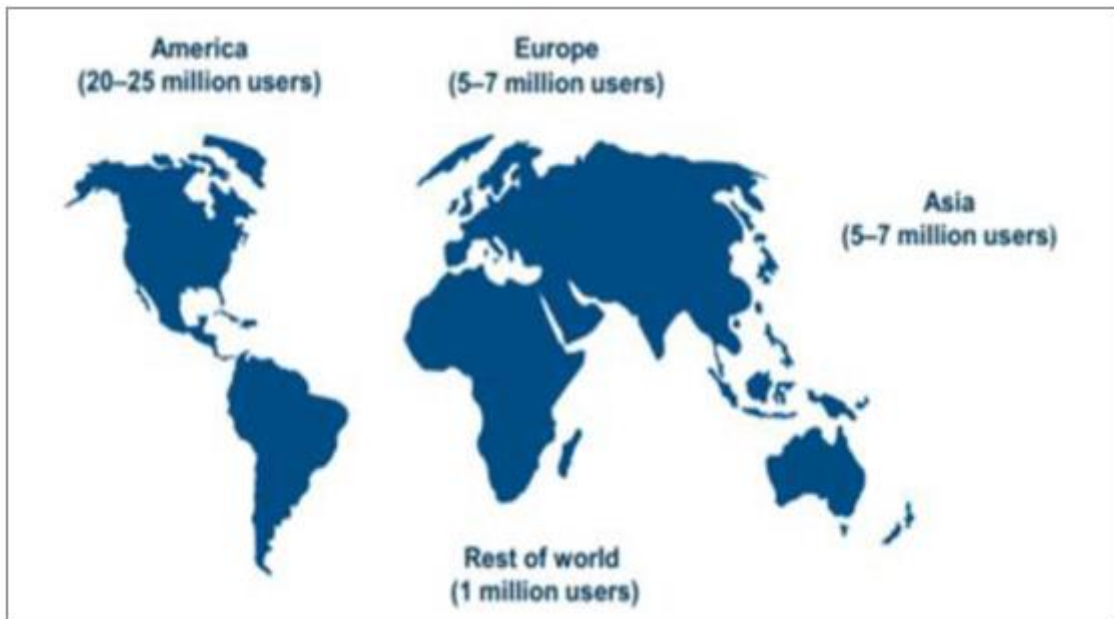 America
(20–25 million users)
Europe
(5–7 million users)
Asia
(5–7 million users)
Rest of world
(1 million users)